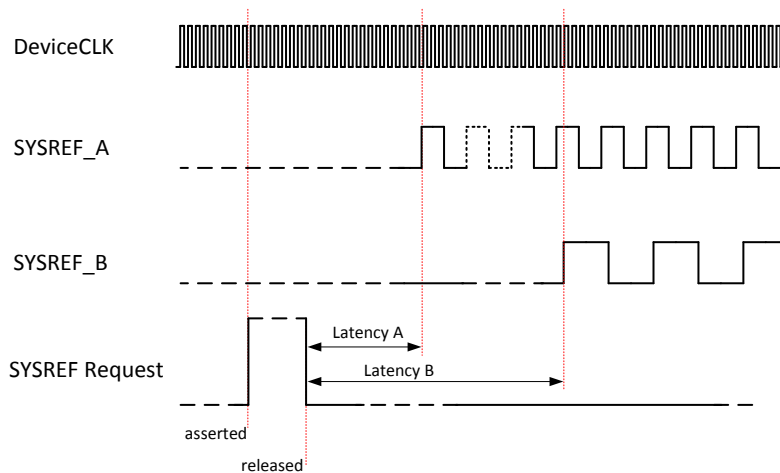 DeviceCLK
SYSREF_A
SYSREF_B
Latency A
SYSREF Request
Latency B
asserted
released